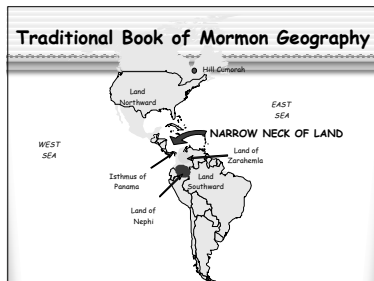 Traditional Book of Mormon Geography
Hill Cumorah
Land
Northward
EAST
SEA
WEST
SEA
NARROW NECK OF LAND
Land of
Zarahemla
Isthmus of
Panama
Land
Southward
Land of
Nephi